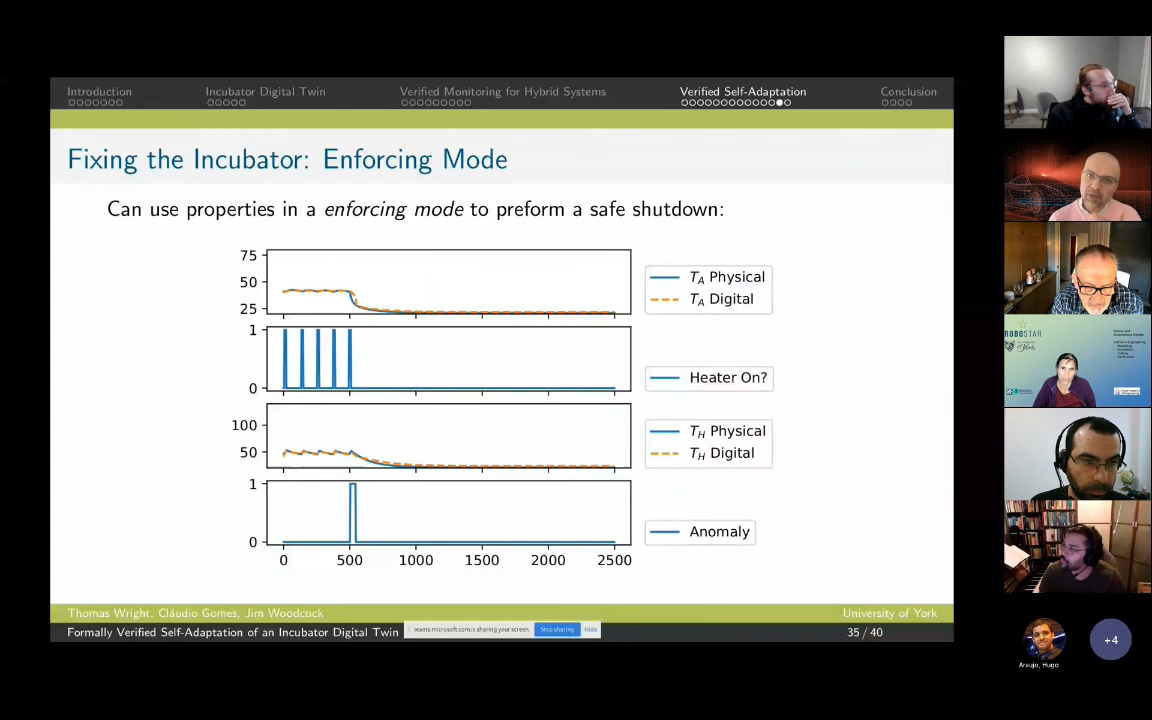 Introduction
Incubator Digital Twin
Verified Monitoring for Hybrid Systems
Verified Self-Adaptation
Conclusion
Fixing the Incubator: Enforcing Mode
Can use properties in a enforcing mode to preform a safe shutdown:
75
50
25
T_A Physical
T_A Digital
1
0
Heater On?
100
50
T_H Physical
T_H Digital
1
0
Anomaly
0 500 1000 1500 2000 2500
Thomas Wright, Cláudio Gomes, Jim Woodcock
University of York
Formally Verified Self-Adaptation of an Incubator Digital Twin
35 / 40
teams.microsoft.com is sharing your screen.
Stop sharing
Hide
ROBOSTAR
Araujo, Hugo
+4